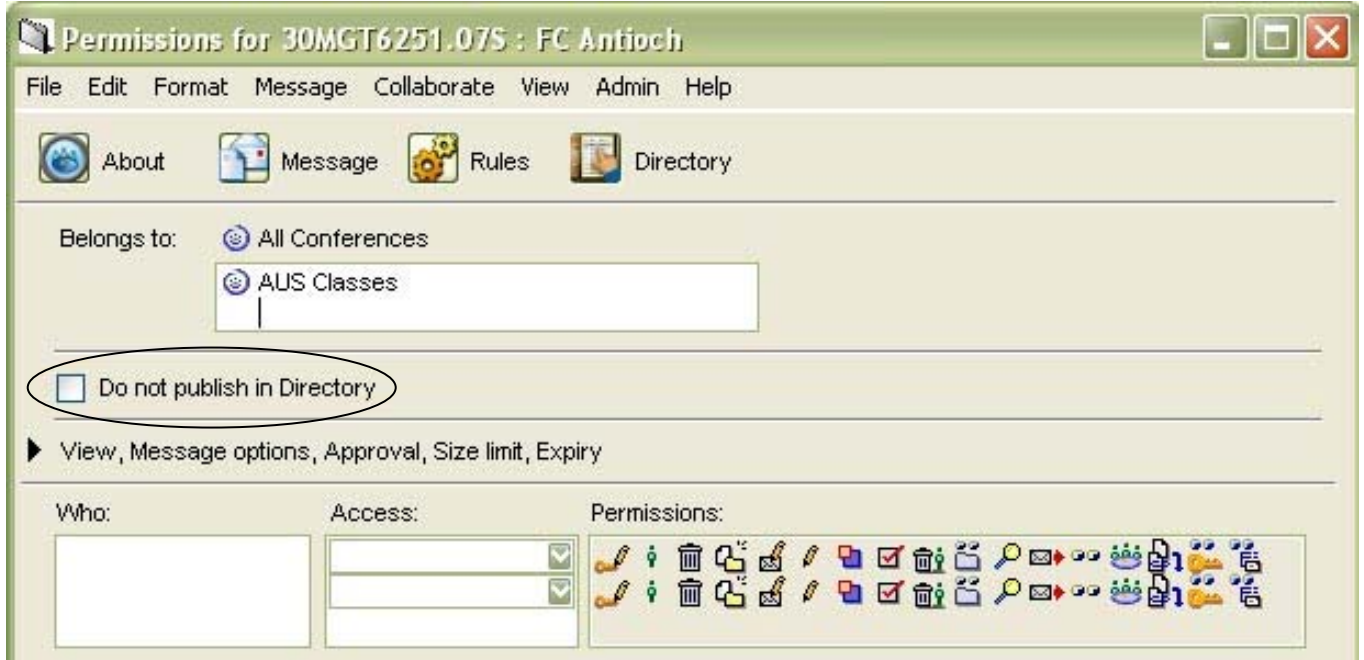 Permissions for 30MGT6251.07S : FC Antioch
File Edit Format Message Collaborate View Admin Help
About Message Rules Directory
Belongs to: All Conferences
AUS Classes
Do not publish in Directory
View, Message options, Approval, Size limit, Expiry
Who: Access: Permissions: